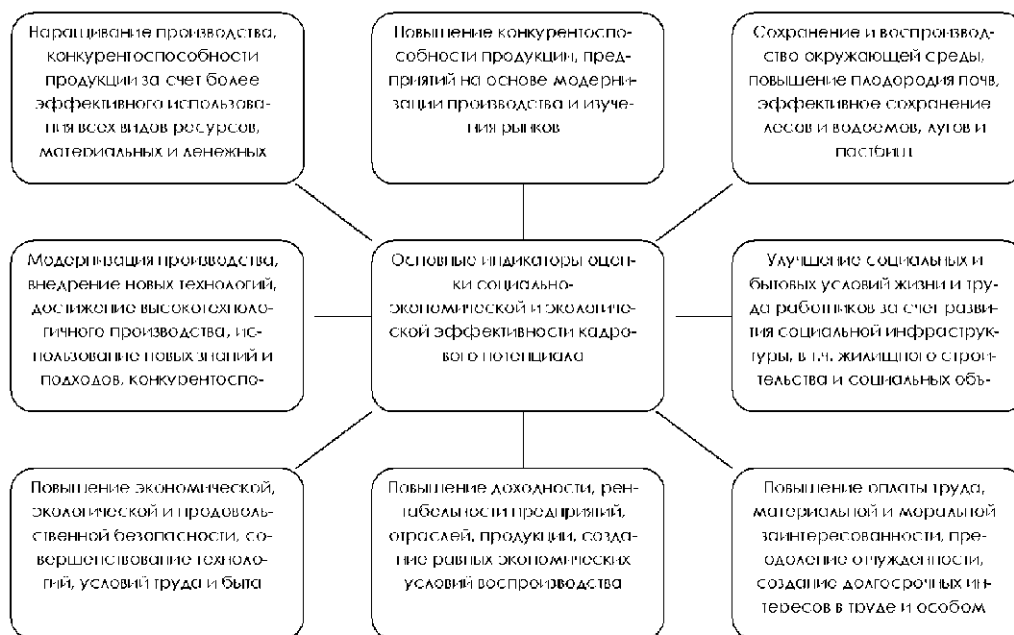 Наращивание производства,
конкурентоспособности
продукции за счет более
эффективного использова-
ния всех видов ресурсов,
материальных и денежных
Повышение конкурентоспо-
собности продукции, пред-
приятий на основе модерни-
зации производства и изуче-
ния рынков
Сохранение и воспроизвод-
ство окружающей среды,
повышение плодородия почв,
эффективное сохранение
лесов и водоемов, лугов и
пастбищ
Модернизация производства,
внедрение новых технологий,
достижение высокотехноло-
гичного производства, ис-
пользование новых знаний и
подходов, конкурентоспо-
Основные индикаторы оцен-
ки социально-
экономической и экологиче-
ской эффективности кадро-
вого потенциала
Улучшение социальных и
бытовых условий жизни и тру-
да работников за счет разви-
тия социальной инфраструк-
туры, в т.ч. жилищного строи-
тельства и социальных объ-
Повышение экономической,
экологической и продоволь-
ственной безопасности, со-
вершенствование техноло-
гий, условий труда и быта
Повышение доходности, рен-
табельности предприятий,
отраслей, продукции, созда-
ние равных экономических
условий воспроизводства
Повышение оплаты труда,
материальной и моральной
заинтересованности, пре-
одоление отчужденности,
создание долгосрочных ин-
тересов в труде и особом